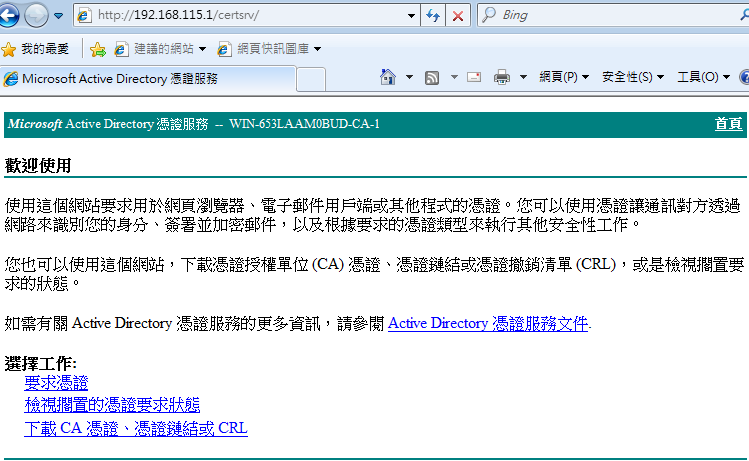 http://192.168.115.1/certsrv/
Bing
我的最愛
建議的網站
網頁快訊圖庫
Microsoft Active Directory 憑證服務
網頁(P)
安全性(S)
工具(O)
Microsoft Active Directory 憑證服務 -- WIN-653LAAM0BUD-CA-1
首頁
歡迎使用
使用這個網站要求用於網頁瀏覽器、電子郵件用戶端或其他程式的憑證。您可以使用憑證讓通訊對方透過
網路來識別您的身分、簽署並加密郵件，以及根據要求的憑證類型來執行其他安全性工作。
您也可以使用這個網站，下載憑證授權單位 (CA) 憑證、憑證鏈結或憑證撤銷清單 (CRL)，或是檢視擱置要
求的狀態。
如需有關 Active Directory 憑證服務的更多資訊，請參閱 Active Directory 憑證服務文件.
選擇工作:
要求憑證
檢視擱置的憑證要求狀態
下載 CA 憑證、憑證鏈結或 CRL